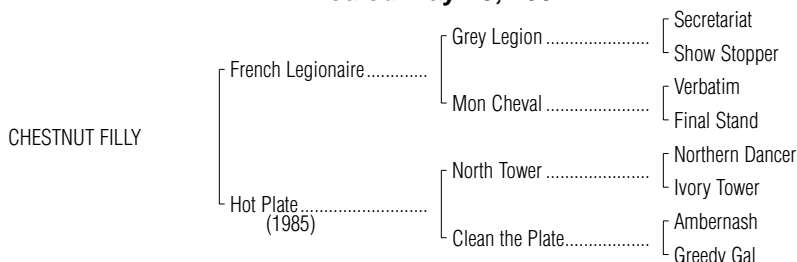 Secretariat
Grey Legion
Show Stopper
French Legionaire
Verbatim
Mon Cheval
Final Stand
CHESTNUT FILLY
Northern Dancer
North Tower
Ivory Tower
Hot Plate
(1985)
Ambernash
Clean the Plate
Greedy Gal